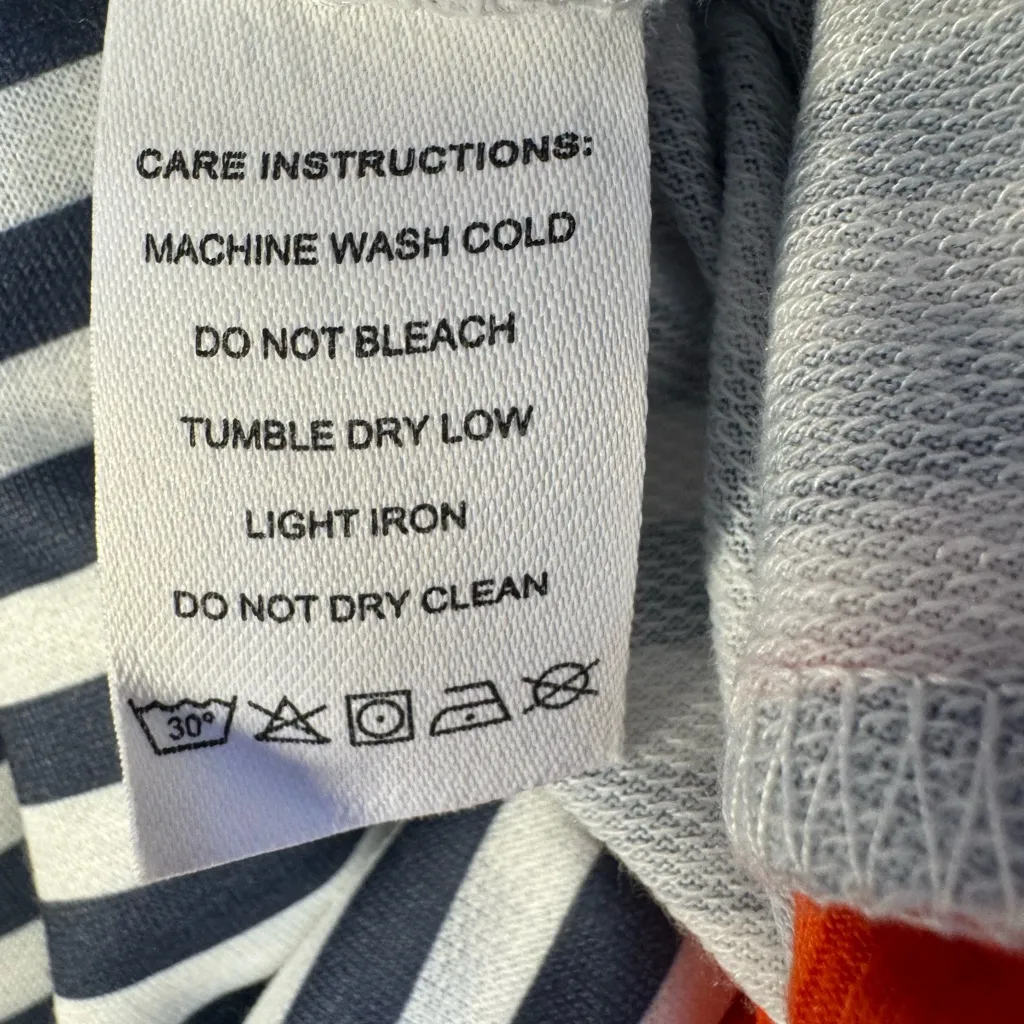 CARE INSTRUCTIONS:
MACHINE WASH COLD
DO NOT BLEACH
TUMBLE DRY LOW
LIGHT IRON
DO NOT DRY CLEAN
30°